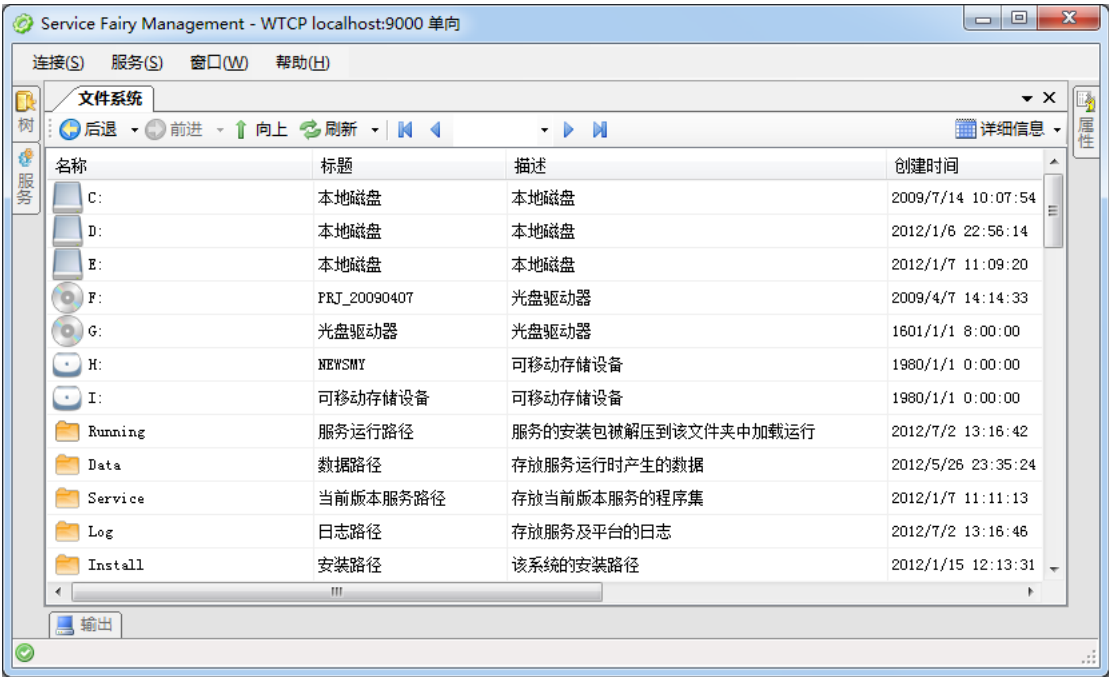 Service Fairy Management - WTCP localhost:9000 单向
连接(S) 服务(S) 窗口(W) 帮助(H)
树
服务
文件系统
属性
后退 前进 向上 刷新 详细信息
名称 标题 描述 创建时间
C: 本地磁盘 本地磁盘 2009/7/14 10:07:54
D: 本地磁盘 本地磁盘 2012/1/6 22:56:14
E: 本地磁盘 本地磁盘 2012/1/7 11:09:20
F: PRJ_20090407 光盘驱动器 2009/4/7 14:14:33
G: 光盘驱动器 光盘驱动器 1601/1/1 8:00:00
H: NEWSMY 可移动存储设备 1980/1/1 0:00:00
I: 可移动存储设备 可移动存储设备 1980/1/1 0:00:00
Running 服务运行路径 服务的安装包被解压到该文件夹中加载运行 2012/7/2 13:16:42
Data 数据路径 存放服务运行时产生的数据 2012/5/26 23:35:24
Service 当前版本服务路径 存放当前版本服务的程序集 2012/1/7 11:11:13
Log 日志路径 存放服务及平台的日志 2012/7/2 13:16:46
Install 安装路径 该系统的安装路径 2012/1/15 12:13:31
输出